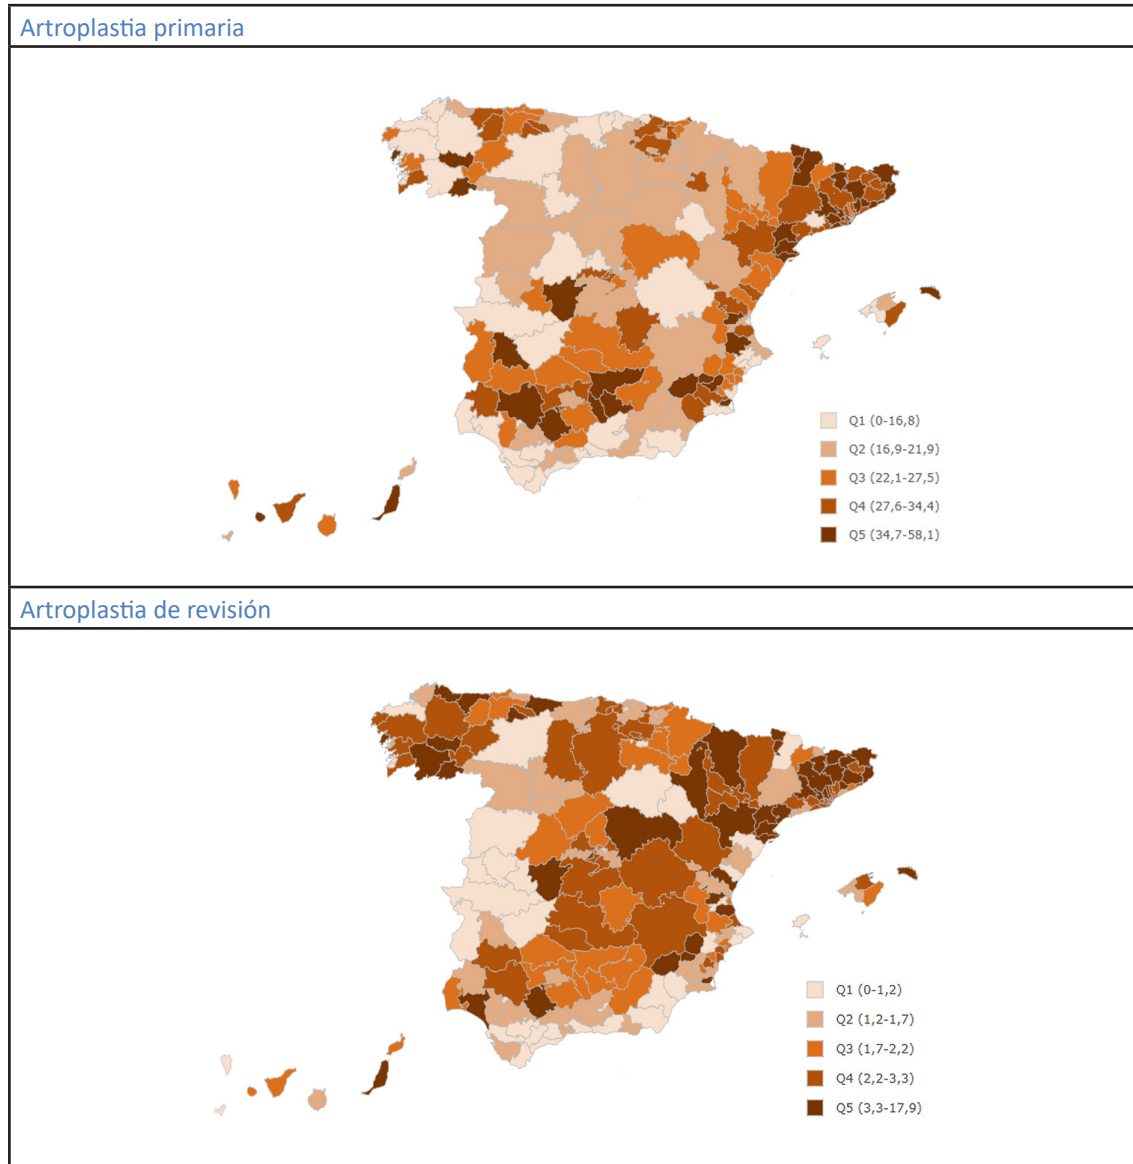 Artroplastia primaria
Q1 (0-16,8)
Q2 (16,9-21,9)
Q3 (22,1-27,5)
Q4 (27,6-34,4)
Q5 (34,7-58,1)
Artroplastia de revisión
Q1 (0-1,2)
Q2 (1,2-1,7)
Q3 (1,7-2,2)
Q4 (2,2-3,3)
Q5 (3,3-17,9)